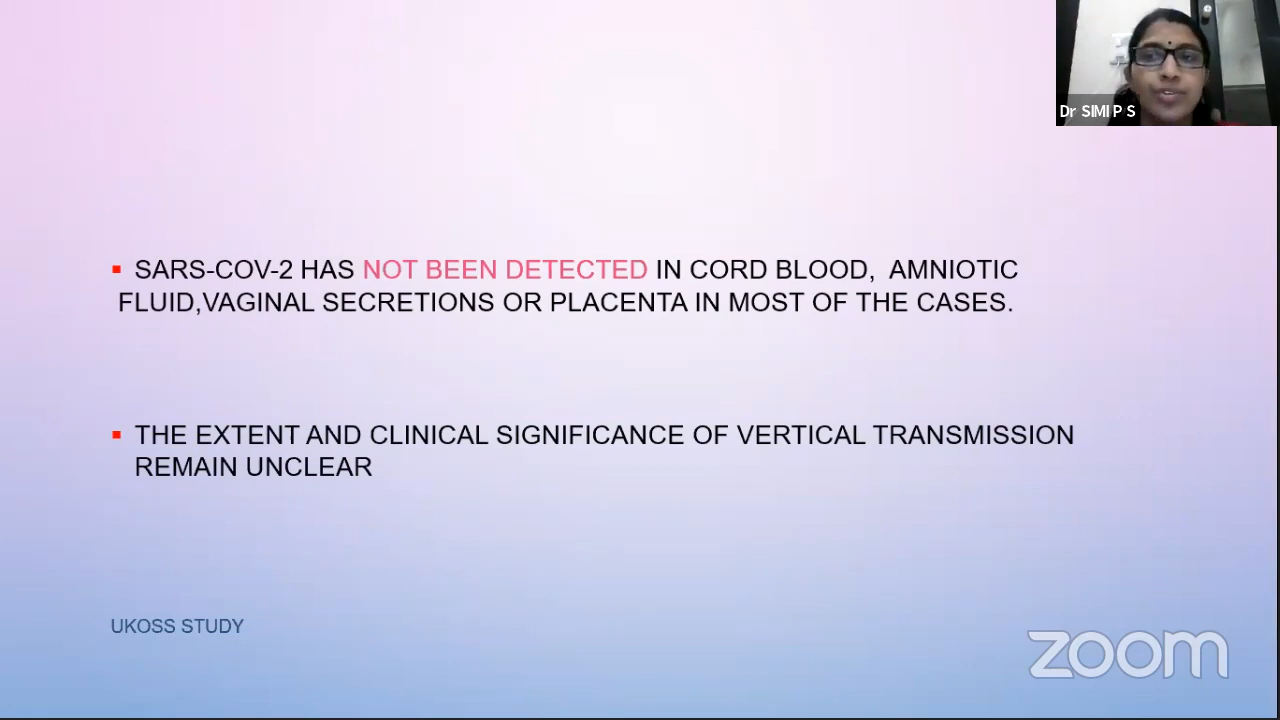 Dr SIMI P S
▪ SARS-COV-2 HAS NOT BEEN DETECTED IN CORD BLOOD, AMNIOTIC
FLUID,VAGINAL SECRETIONS OR PLACENTA IN MOST OF THE CASES.
▪ THE EXTENT AND CLINICAL SIGNIFICANCE OF VERTICAL TRANSMISSION
REMAIN UNCLEAR
UKOSS STUDY
zoom